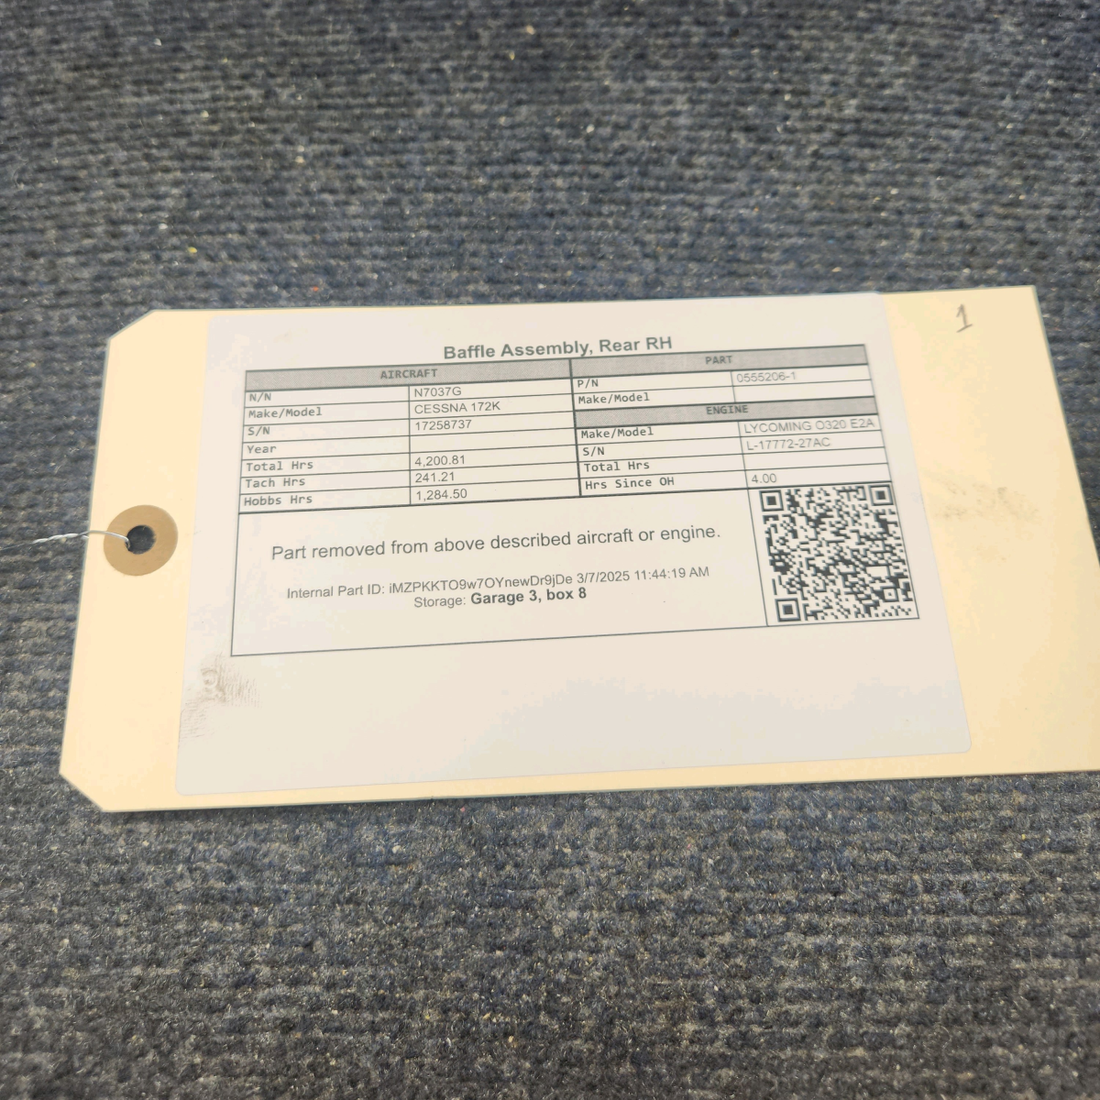 1
Baffle Assembly, Rear RH
AIRCRAFT
N/N N7037G
Make/Model CESSNA 172K
S/N 17258737
Year
Total Hrs 4,200.81
Tach Hrs 241.21
Hobbs Hrs 1,284.50
PART
P/N 0555206-1
Make/Model
ENGINE
Make/Model LYCOMING O320 E2A
S/N L-17772-27AC
Total Hrs
Hrs Since OH 4.00
Part removed from above described aircraft or engine.
Internal Part ID: iMZPKKTO9w7OYnewDr9jDe 3/7/2025 11:44:19 AM
Storage: Garage 3, box 8